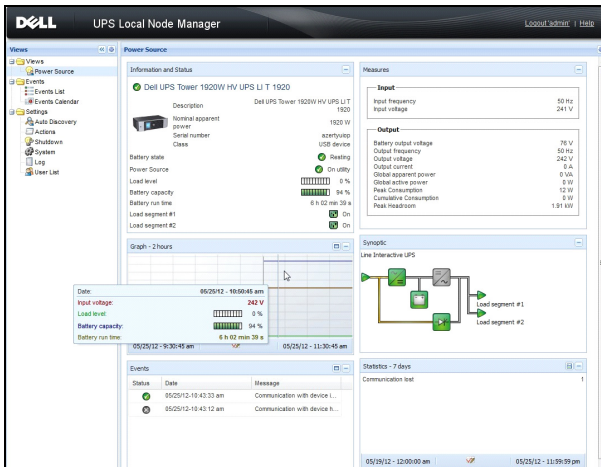 DELL
UPS Local Node Manager
Logout 'admin' | Help
Views
Views
Power Source
Events
Events List
Events Calendar
Settings
Auto Discovery
Actions
Shutdown
System
Log
User List
Power Source
Information and Status
Dell UPS Tower 1920W HV UPS LI T 1920
Description Dell UPS Tower 1920W HV UPS LI T 1920
Nominal apparent power 1920 W
Serial number azertyuiop
Class USB device
Battery state Resting
Power Source On utility
Load level 0 %
Battery capacity 94 %
Battery run time 6 h 02 min 39 s
Load segment #1 On
Load segment #2 On
Measures
Input
Input frequency 50 Hz
Input voltage 241 V
Output
Battery output voltage 76 V
Output frequency 50 Hz
Output voltage 242 V
Output current 0 A
Global apparent power 0 VA
Global active power 0 W
Peak Consumption 12 W
Cumulative Consumption 0 W
Peak Headroom 1.91 kW
Graph - 2 hours
Date: 05/25/12 - 10:50:45 am
Input voltage: 242 V
Load level: 0 %
Battery capacity: 94 %
Battery run time: 6 h 02 min 39 s
05/25/12 - 9:30:45 am 05/25/12 - 11:30:45 am
Synoptic
Line Interactive UPS
Load segment #1
Load segment #2
Events
Status Date Message
05/25/12-10:43:33 am Communication with device i...
05/25/12-10:43:12 am Communication with device h...
Statistics - 7 days
Communication lost 1
05/19/12 - 12:00:00 am 05/25/12 - 11:59:59 pm